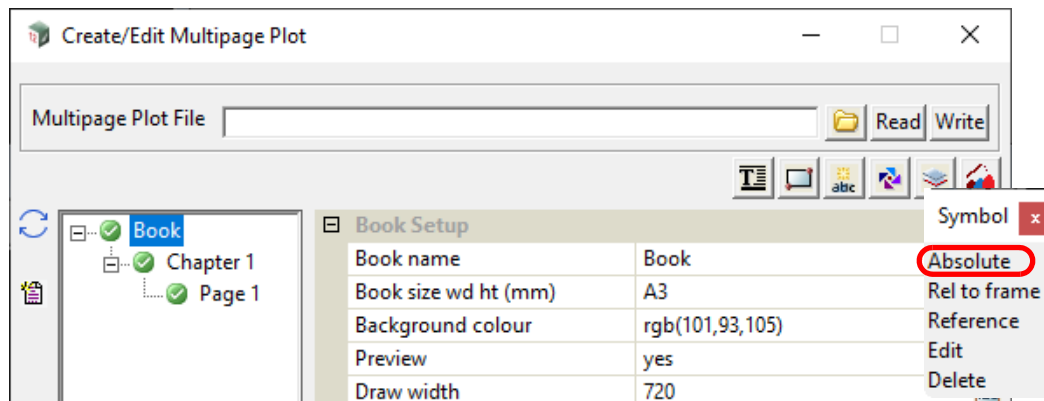 Create/Edit Multipage Plot
Multipage Plot File Read Write
T abc
Symbol x
Book
Chapter 1
Page 1
Book Setup
Book name Book
Book size wd ht (mm) A3
Background colour rgb(101,93,105)
Preview yes
Draw width 720
Absolute
Rel to frame
Reference
Edit
Delete